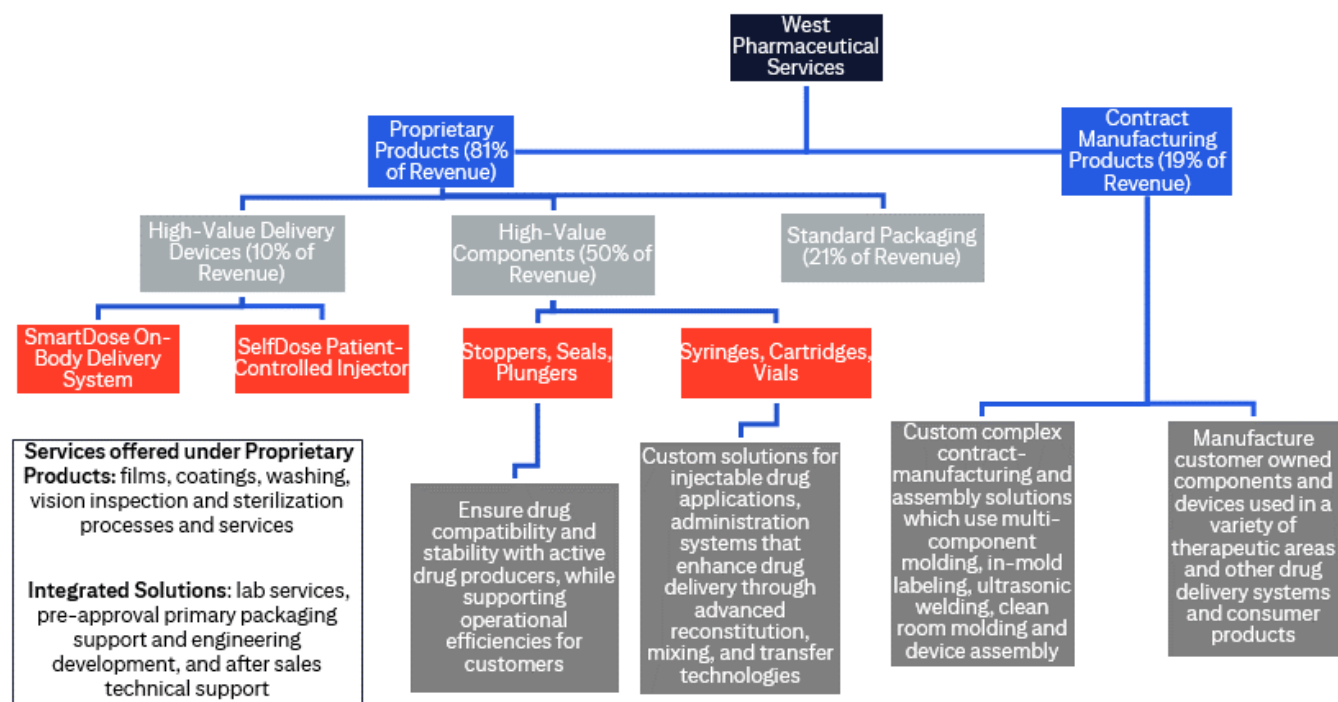 West
Pharmaceutical
Services
Proprietary
Products (81%
of Revenue)
Contract
Manufacturing
Products (19% of
Revenue)
High-Value Delivery
Devices (10% of
Revenue)
High-Value
Components (50% of
Revenue)
Standard Packaging
(21% of Revenue)
SmartDose On-
Body Delivery
System
SelfDose Patient-
Controlled Injector
Stoppers, Seals,
Plungers
Syringes, Cartridges,
Vials
Services offered under Proprietary
Products: films, coatings, washing,
vision inspection and sterilization
processes and services
Integrated Solutions: lab services,
pre-approval primary packaging
support and engineering
development, and after sales
technical support
Ensure drug
compatibility and
stability with active
drug producers, while
supporting
operational
efficiencies for
customers
Custom solutions for
injectable drug
applications,
administration
systems that
enhance drug
delivery through
advanced
reconstitution,
mixing, and transfer
technologies
Custom complex
contract-
manufacturing and
assembly solutions
which use multi-
component
molding, in-mold
labeling, ultrasonic
welding, clean
room molding and
device assembly
Manufacture
customer owned
components and
devices used in a
variety of
therapeutic areas
and other drug
delivery systems
and consumer
products